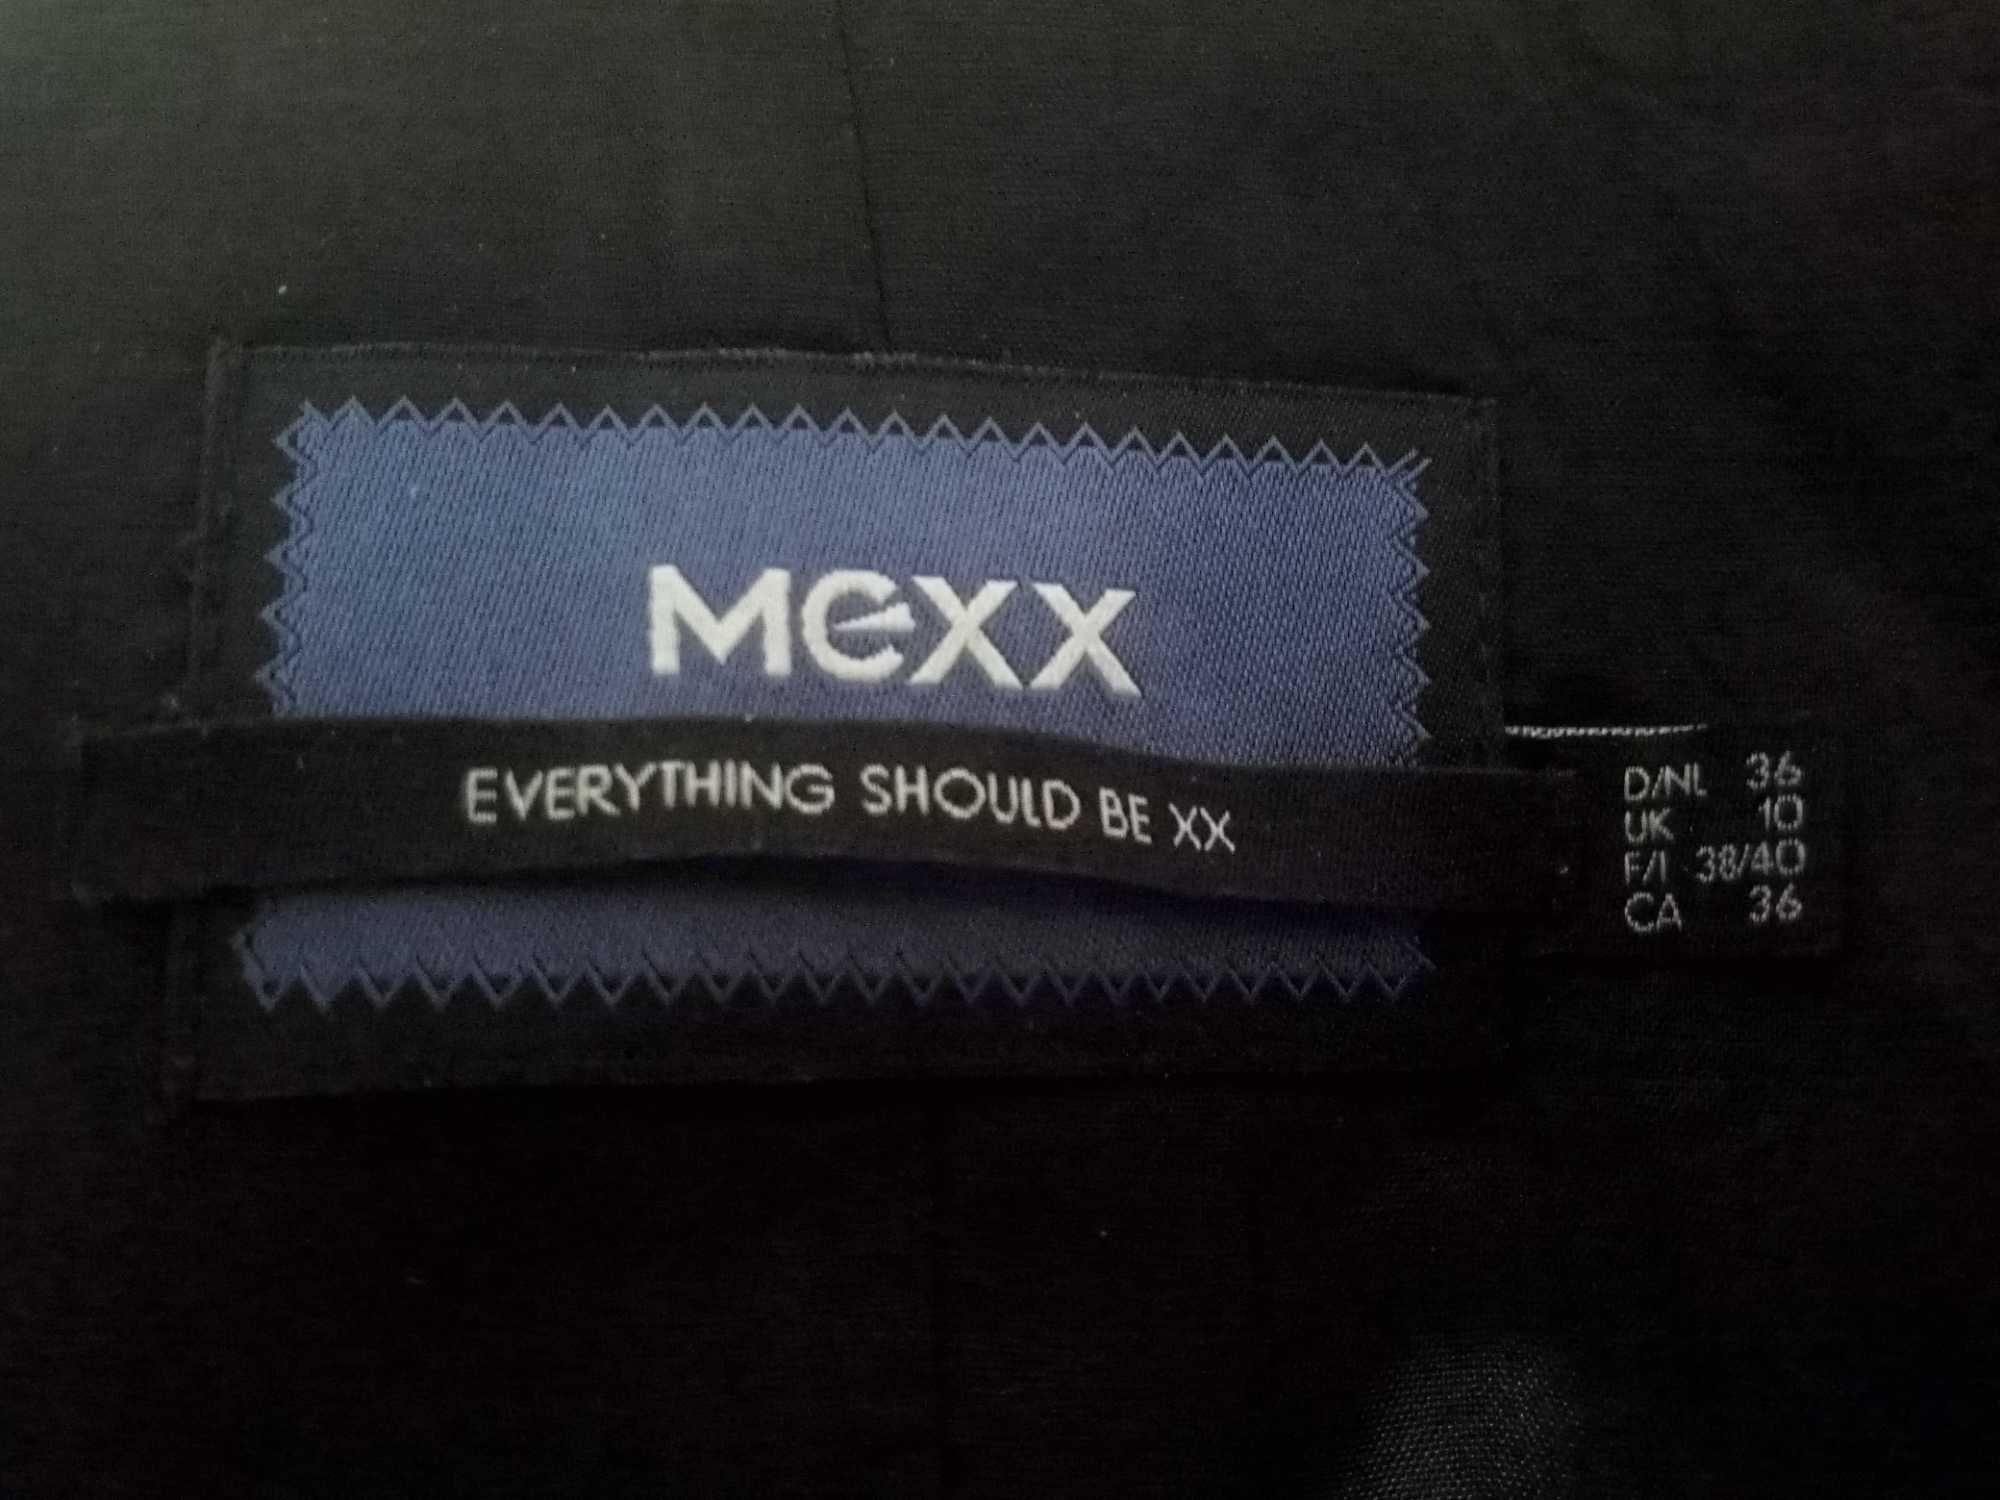 Mexx
EVERYTHING SHOULD BE XX
D/NL 36
UK 10
F/I 38/40
CA 36